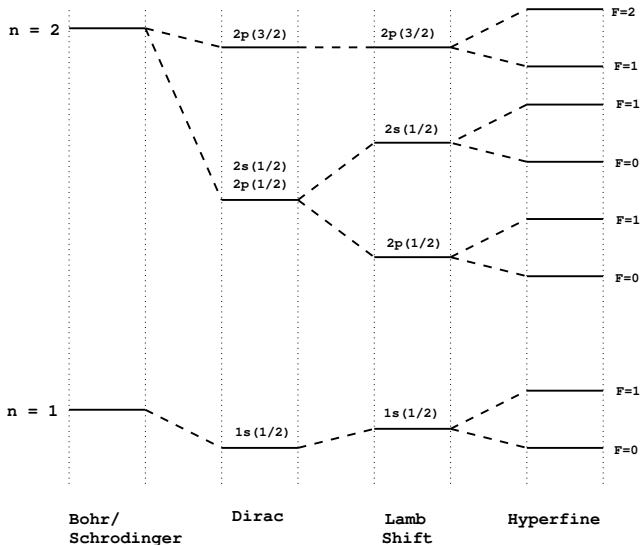 F=2
n = 2
2p(3/2)
2p(3/2)
F=1
F=1
2s(1/2)
2s(1/2)
F=0
2p(1/2)
F=1
2p(1/2)
F=0
F=1
n = 1
1s(1/2)
1s(1/2)
F=0
Bohr/
Schrodinger
Dirac
Lamb
Shift
Hyperfine